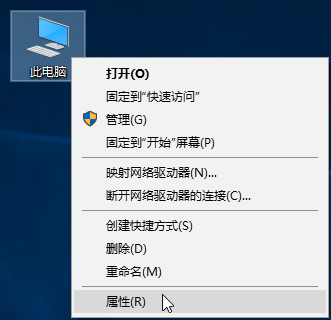 此电脑
打开(O)
固定到"快速访问"
管理(G)
固定到"开始"屏幕(P)
映射网络驱动器(N)...
断开网络驱动器的连接(C)...
创建快捷方式(S)
删除(D)
重命名(M)
属性(R)